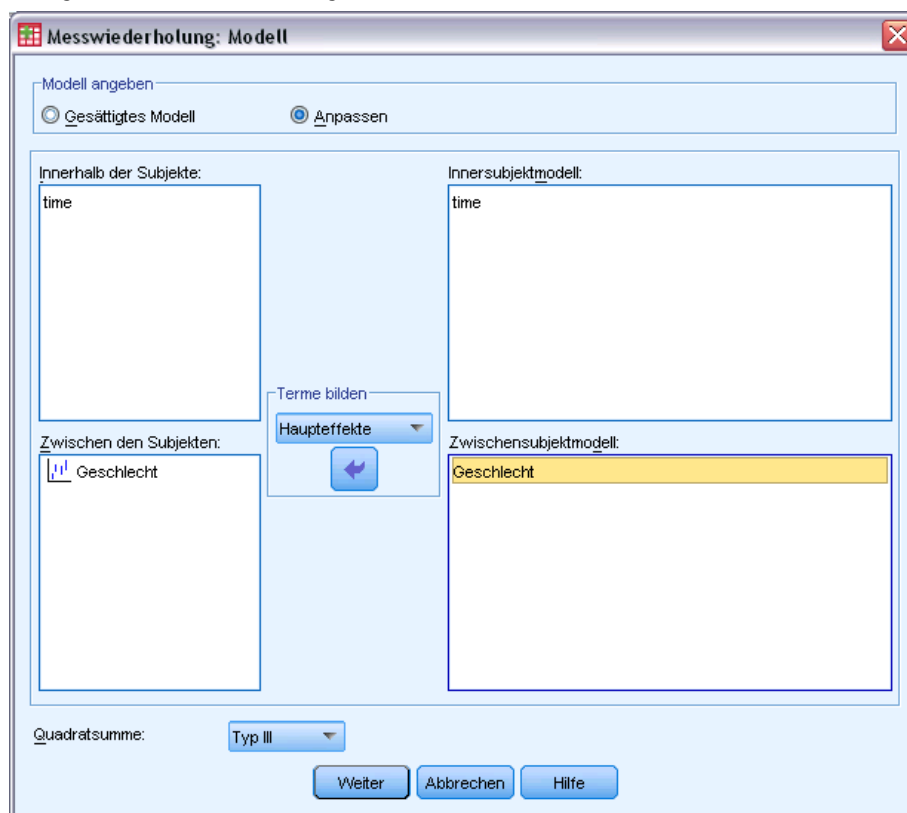 Messwiederholung: Modell
Modell angeben
Gesättigtes Modell
Anpassen
Innerhalb der Subjekte:
time
Innersubjektmodell:
time
Terme bilden
Haupteffekte
Zwischen den Subjekten:
Geschlecht
Zwischensubjektmodell:
Geschlecht
Quadratsumme:
Typ III
Weiter
Abbrechen
Hilfe